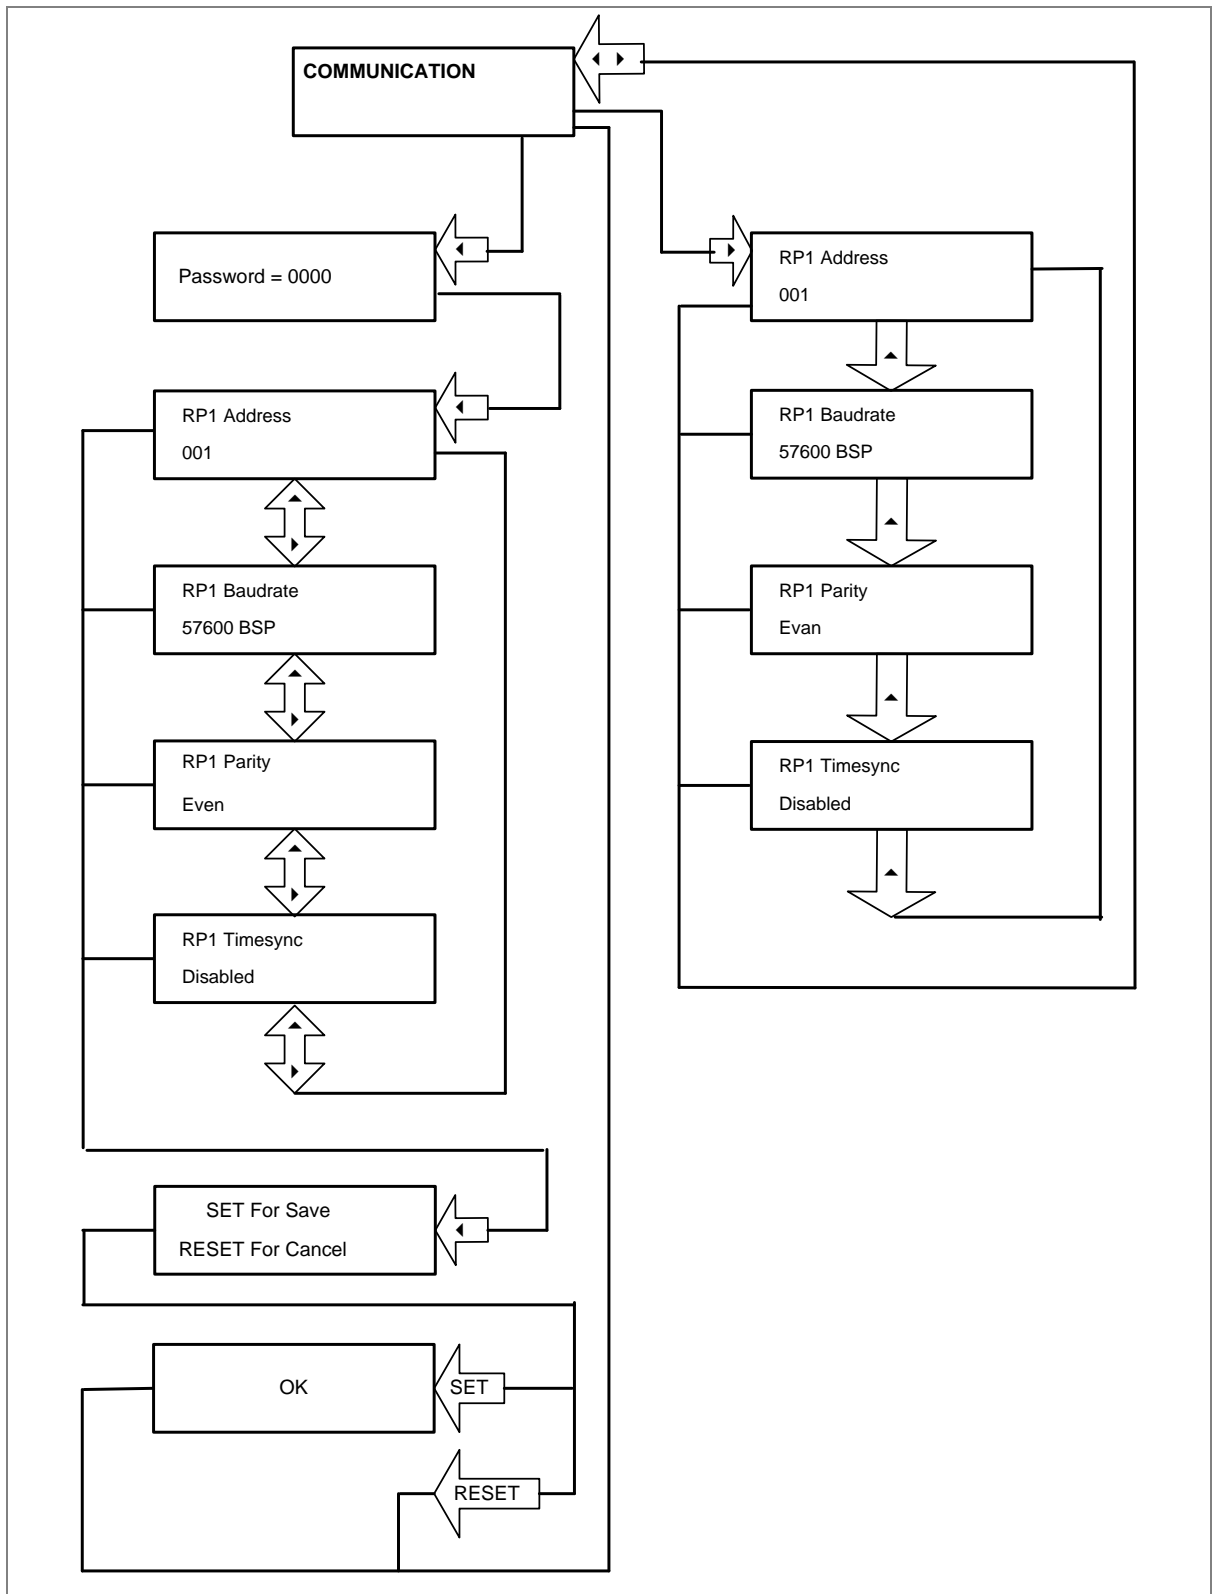 COMMUNICATION
Password = 0000
RP1 Address
001
RP1 Baudrate
57600 BSP
RP1 Parity
Even
RP1 Timesync
Disabled
SET For Save
RESET For Cancel
OK
SET
RESET
RP1 Address
001
RP1 Baudrate
57600 BSP
RP1 Parity
Evan
RP1 Timesync
Disabled